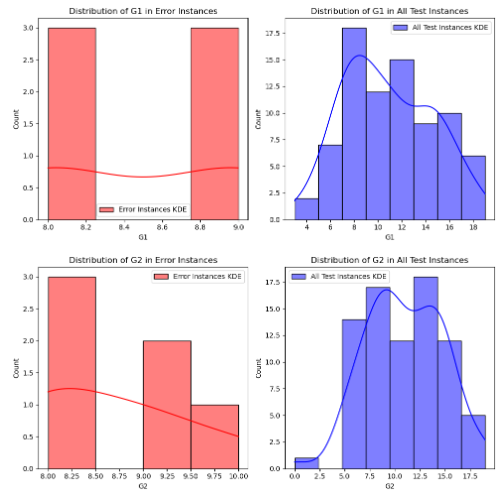 Distribution of G1 in Error Instances
3.0
2.5
2.0
1.5
1.0
0.5
0.0
Count
Error Instances KDE
8.0 8.2 8.4 8.6 8.8 9.0
G1
Distribution of G1 in All Test Instances
All Test Instances KDE
17.5
15.0
12.5
10.0
7.5
5.0
2.5
0.0
Count
4 6 8 10 12 14 16 18
G1
Distribution of G2 in Error Instances
Error Instances KDE
3.0
2.5
2.0
1.5
1.0
0.5
0.0
Count
8.00 8.25 8.50 8.75 9.00 9.25 9.50 9.75 10.00
G2
Distribution of G2 in All Test Instances
All Test Instances KDE
17.5
15.0
12.5
10.0
7.5
5.0
2.5
0.0
Count
0.0 2.5 5.0 7.5 10.0 12.5 15.0 17.5
G2